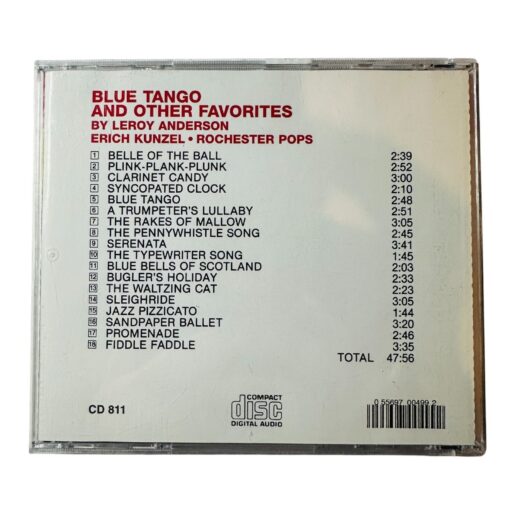 BLUE TANGO
AND OTHER FAVORITES
BY LEROY ANDERSON
ERICH KUNZEL • ROCHESTER POPS
1 BELLE OF THE BALL 2:39
2 PLINK-PLANK-PLUNK 2:52
3 CLARINET CANDY 3:00
4 SYNCOPATED CLOCK 2:10
5 BLUE TANGO 2:48
6 A TRUMPETER'S LULLABY 2:51
7 THE RAKES OF MALLOW 3:05
8 THE PENNYWHISTLE SONG 2:45
9 SERENATA 3:41
10 THE TYPEWRITER SONG 1:45
11 BLUE BELLS OF SCOTLAND 2:03
12 BUGLER'S HOLIDAY 2:33
13 THE WALTZING CAT 2:23
14 SLEIGHRIDE 3:05
15 JAZZ PIZZICATO 1:44
16 SANDPAPER BALLET 3:20
17 PROMENADE 2:46
18 FIDDLE FADDLE 3:35
TOTAL 47:56
CD 811
COMPACT
disc
DIGITAL AUDIO
0 55697 00499 2